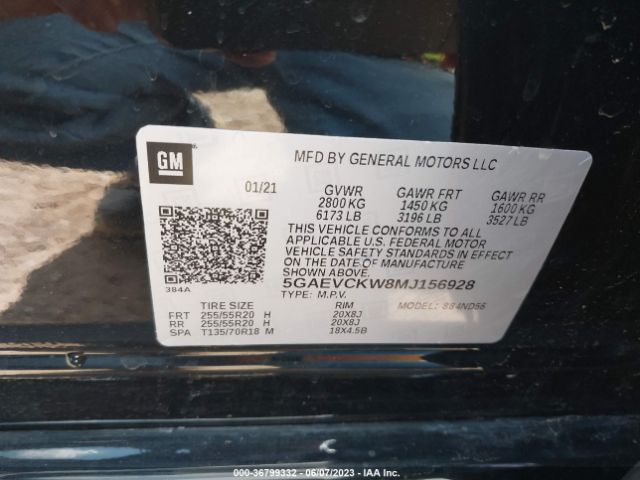 GM
MFD BY GENERAL MOTORS LLC
01/21
GVWR GAWR FRT GAWR RR
2800 KG 1450 KG 1600 KG
6173 LB 3196 LB 3527 LB
THIS VEHICLE CONFORMS TO ALL
APPLICABLE U.S. FEDERAL MOTOR
VEHICLE SAFETY STANDARDS IN EFFECT
ON THE DATE OF MANUFACTURE
SHOWN ABOVE.
384A
5GAEVCKW8MJ156928
TYPE: M.P.V. MODEL:
TIRE SIZE RIM
FRT 255/55R20 H 20X8J
RR 255/55R20 H 20X8J
SPA T135/70R18 M 18X4.5B
000-36799332 - 06/07/2023 - IAA Inc.